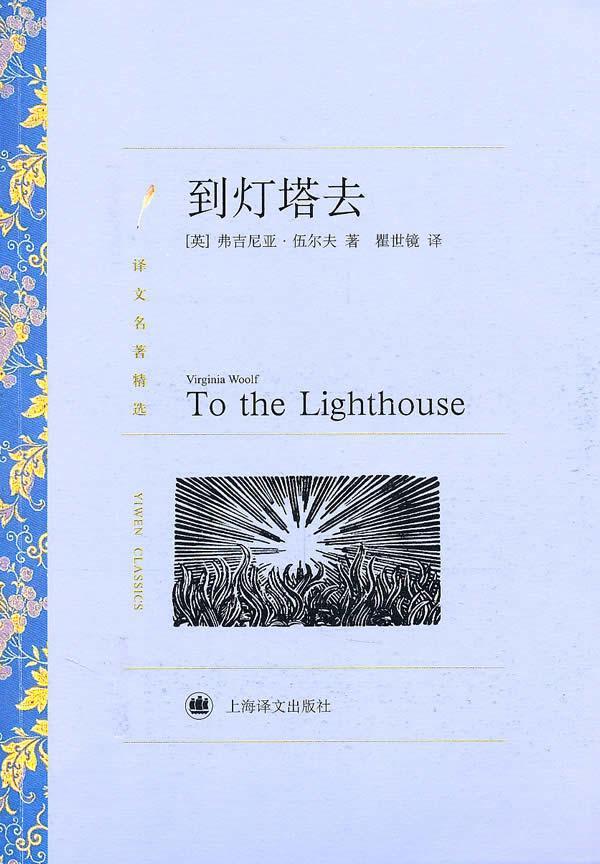 到灯塔去
[英] 弗吉尼亚·伍尔夫 著 瞿世镜 译
译文名著精选
Virginia Woolf
To the Lighthouse
YIWEN CLASSICS
上海译文出版社